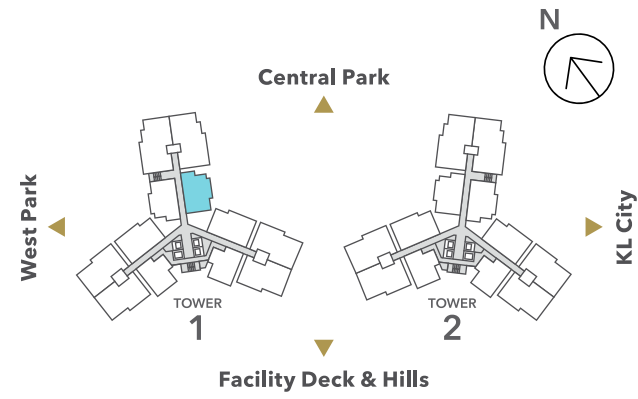 N
Central Park
West Park
KL City
TOWER
1
TOWER
2
Facility Deck & Hills